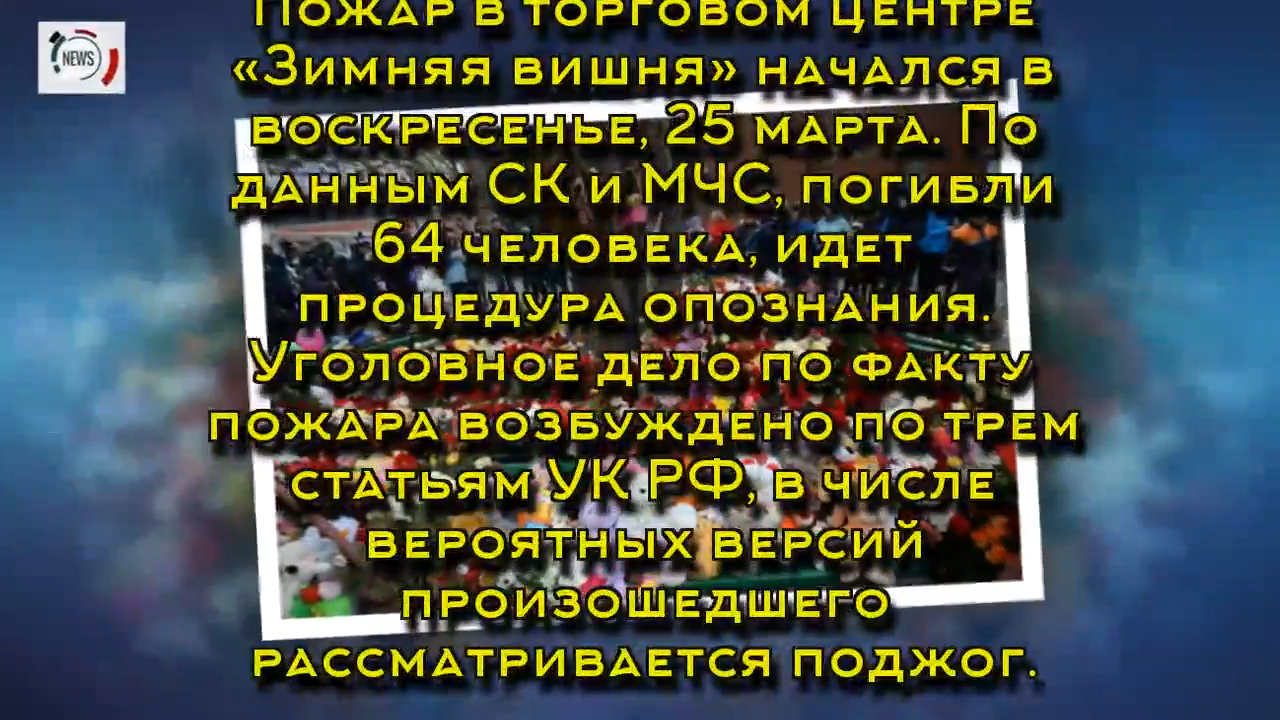 NEWS
Пожар в торговом центре
«Зимняя вишня» начался в
воскресенье, 25 марта. По
данным СК и МЧС, погибли
64 человека, идет
процедура опознания.
Уголовное дело по факту
пожара возбуждено по трем
статьям УК РФ, в числе
вероятных версий
произошедшего
рассматривается поджог.